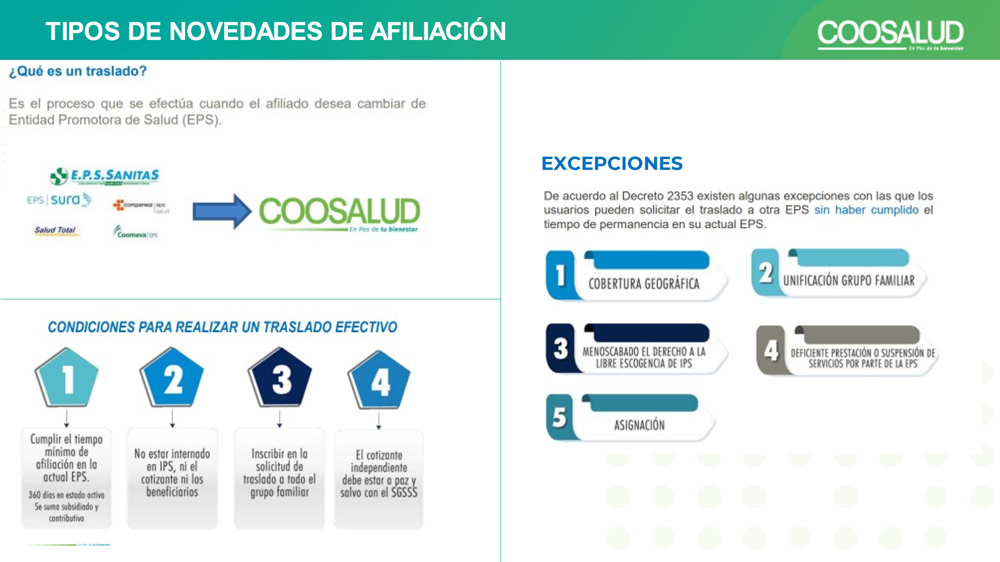 TIPOS DE NOVEDADES DE AFILIACIÓN
COOSALUD
En Pos de tu bienestar
¿Qué es un traslado?
Es el proceso que se efectúa cuando el afiliado desea cambiar de
Entidad Promotora de Salud (EPS).
E.P.S. SANITAS
EPS sura
compensar eps
salud
Salud Total
Coomeva EPS
COOSALUD
En Pos de tu bienestar
CONDICIONES PARA REALIZAR UN TRASLADO EFECTIVO
1
Cumplir el tiempo
mínimo de
afiliación en la
actual EPS.
360 días en estado activo
Se suma subsidiado y
contributivo
2
No estar internado
en IPS, ni el
cotizante ni los
beneficiarios
3
Inscribir en la
solicitud de
traslado a todo el
grupo familiar
4
El cotizante
independiente
debe estar a paz y
salvo con el SGSSS
En Pos de tu bienestar
EXCEPCIONES
De acuerdo al Decreto 2353 existen algunas excepciones con las que los
usuarios pueden solicitar el traslado a otra EPS sin haber cumplido el
tiempo de permanencia en su actual EPS.
1
COBERTURA GEOGRÁFICA
2
UNIFICACIÓN GRUPO FAMILIAR
3
MENOSCABADO EL DERECHO A LA
LIBRE ESCOGENCIA DE IPS
4
DEFICIENTE PRESTACIÓN O SUSPENSIÓN DE
SERVICIOS POR PARTE DE LA EPS
5
ASIGNACIÓN